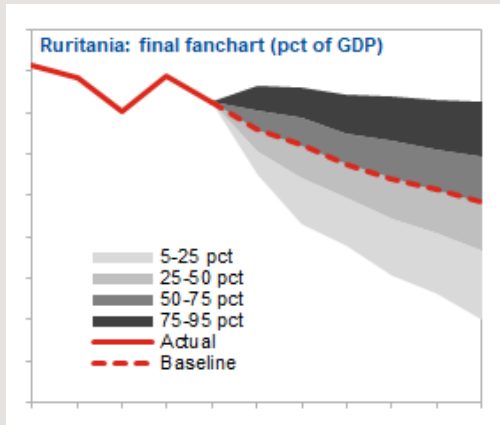 Ruritania: final fanchart (pct of GDP)
5-25 pct
25-50 pct
50-75 pct
75-95 pct
Actual
Baseline